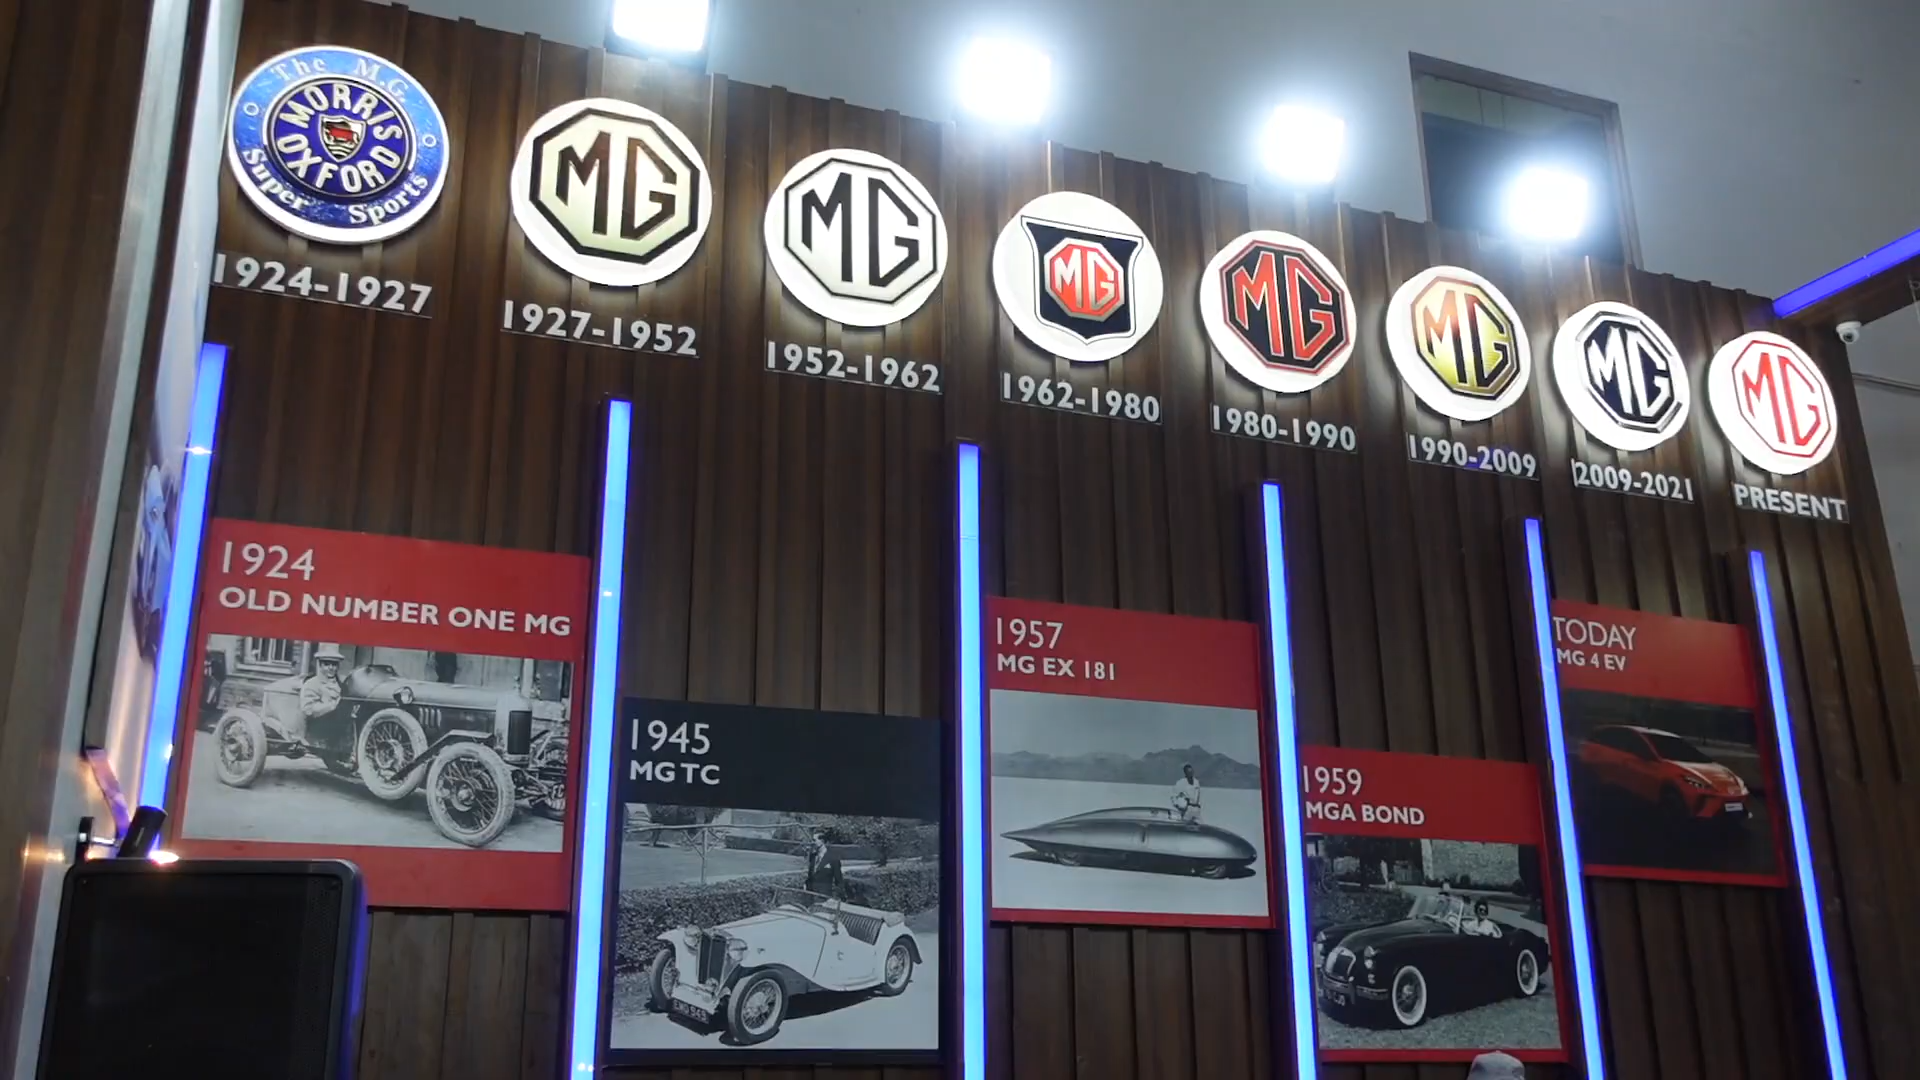 The M.G.
MORRIS
OXFORD
Super Sports
1924-1927
MG
1927-1952
MG
1952-1962
MG
1962-1980
MG
1980-1990
MG
1990-2009
MG
2009-2021
MG
PRESENT
1924
OLD NUMBER ONE MG
1945
MG TC
1957
MG EX 181
1959
MGA BOND
TODAY
MG 4 EV